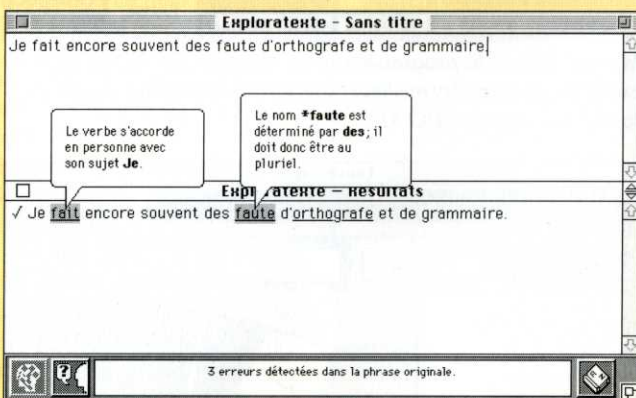 Exploratexte – Sans titre
Je fait encore souvent des faute d'orthografe et de grammaire.
Le verbe s'accorde
en personne avec
son sujet Je.
Le nom *faute est
déterminé par des; il
doit donc être au
pluriel.
Expl ratexte – Résultats
√ Je fait encore souvent des faute d'orthografe et de grammaire.
3 erreurs détectées dans la phrase originale.